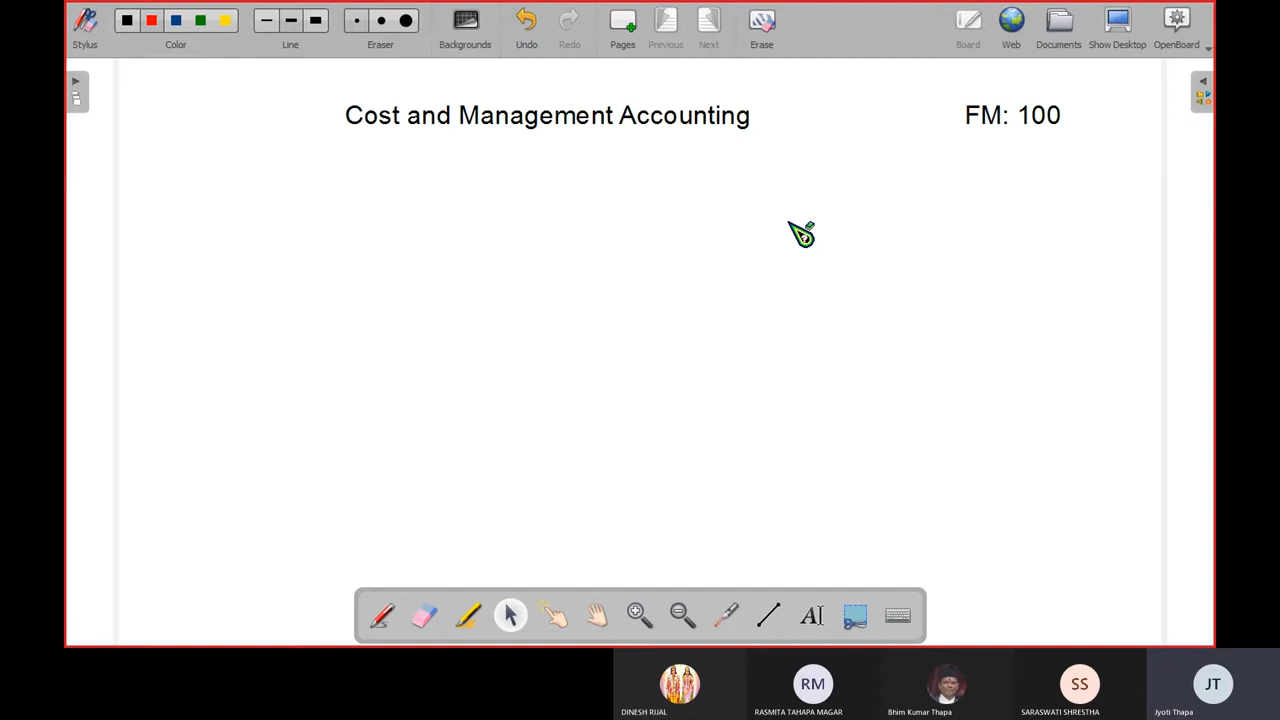 Stylus Color Line Eraser Backgrounds Undo Redo Pages Previous Next Erase Board Web Documents Show Desktop OpenBoard
Cost and Management Accounting FM: 100
AI
RM SS JT
DINESH RIJAL RASMITA TAHAPA MAGAR Bhim Kumar Thapa SARASWATI SHRESTHA Jyoti Thapa